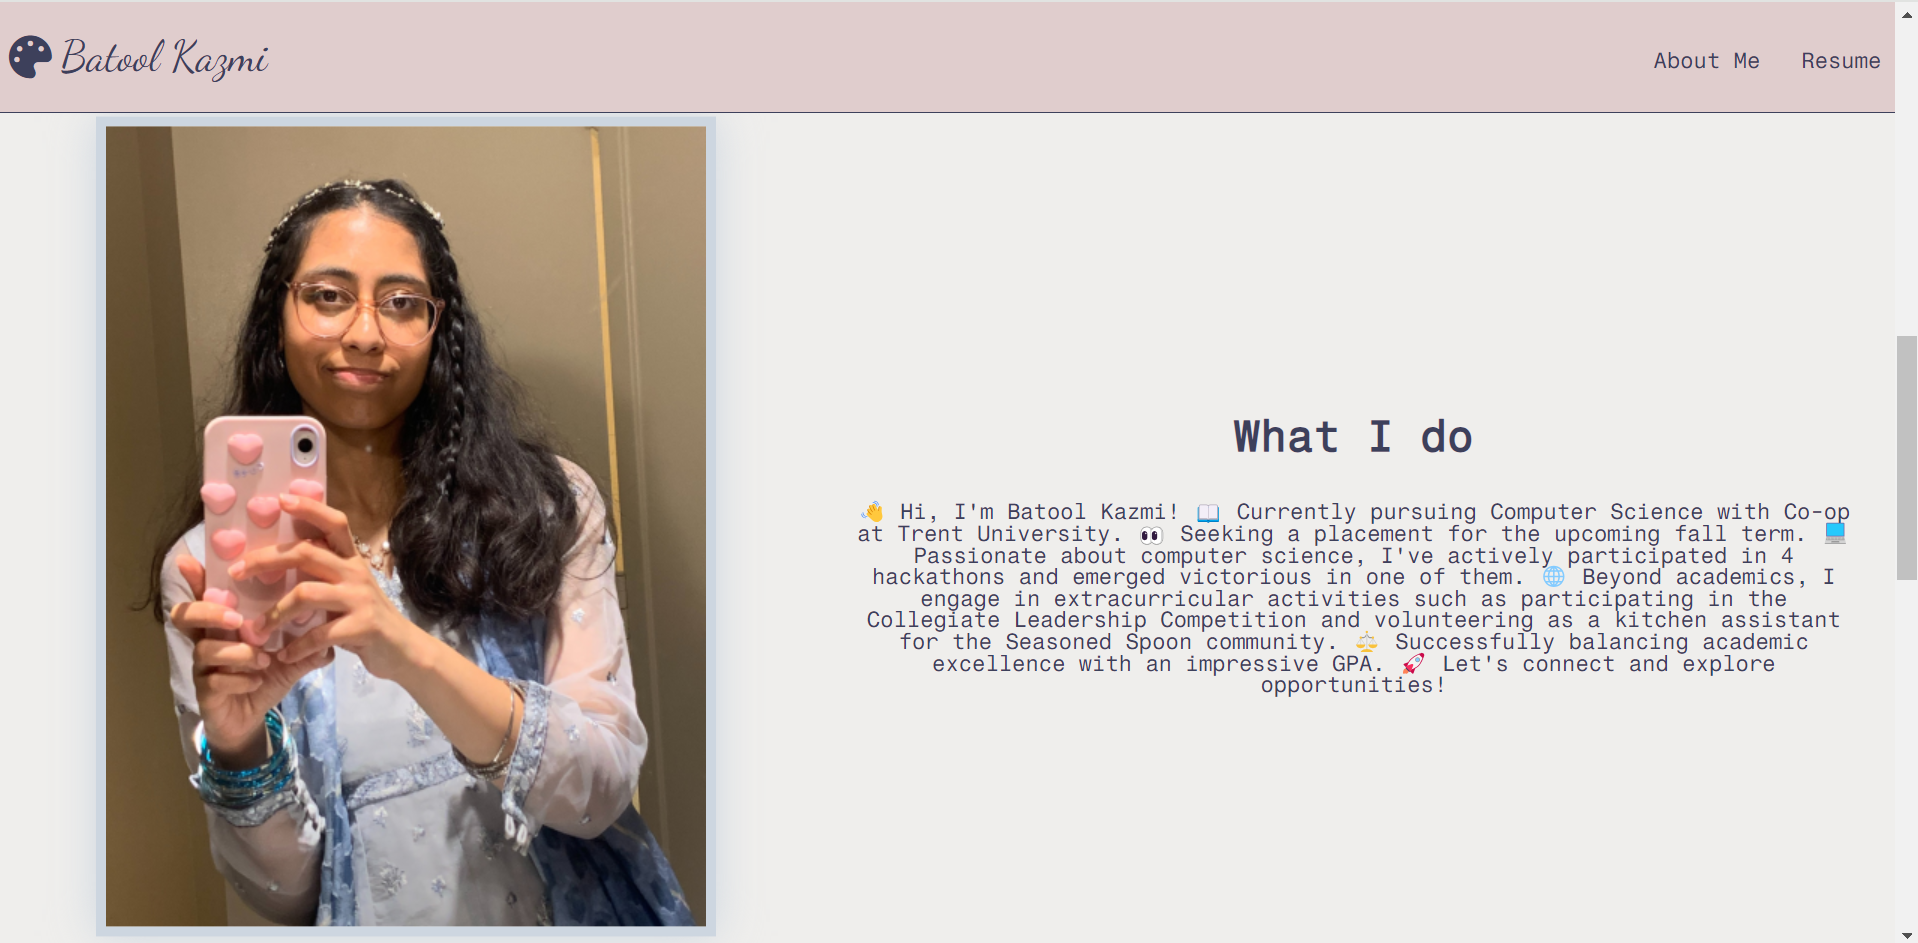 Batool Kazmi
About Me
Resume
What I do
👋 Hi, I'm Batool Kazmi! 📖 Currently pursuing Computer Science with Co-op
at Trent University. 👀 Seeking a placement for the upcoming fall term. 💻
Passionate about computer science, I've actively participated in 4
hackathons and emerged victorious in one of them. 🌐 Beyond academics, I
engage in extracurricular activities such as participating in the
Collegiate Leadership Competition and volunteering as a kitchen assistant
for the Seasoned Spoon community. ⚖️ Successfully balancing academic
excellence with an impressive GPA. 🚀 Let's connect and explore
opportunities!